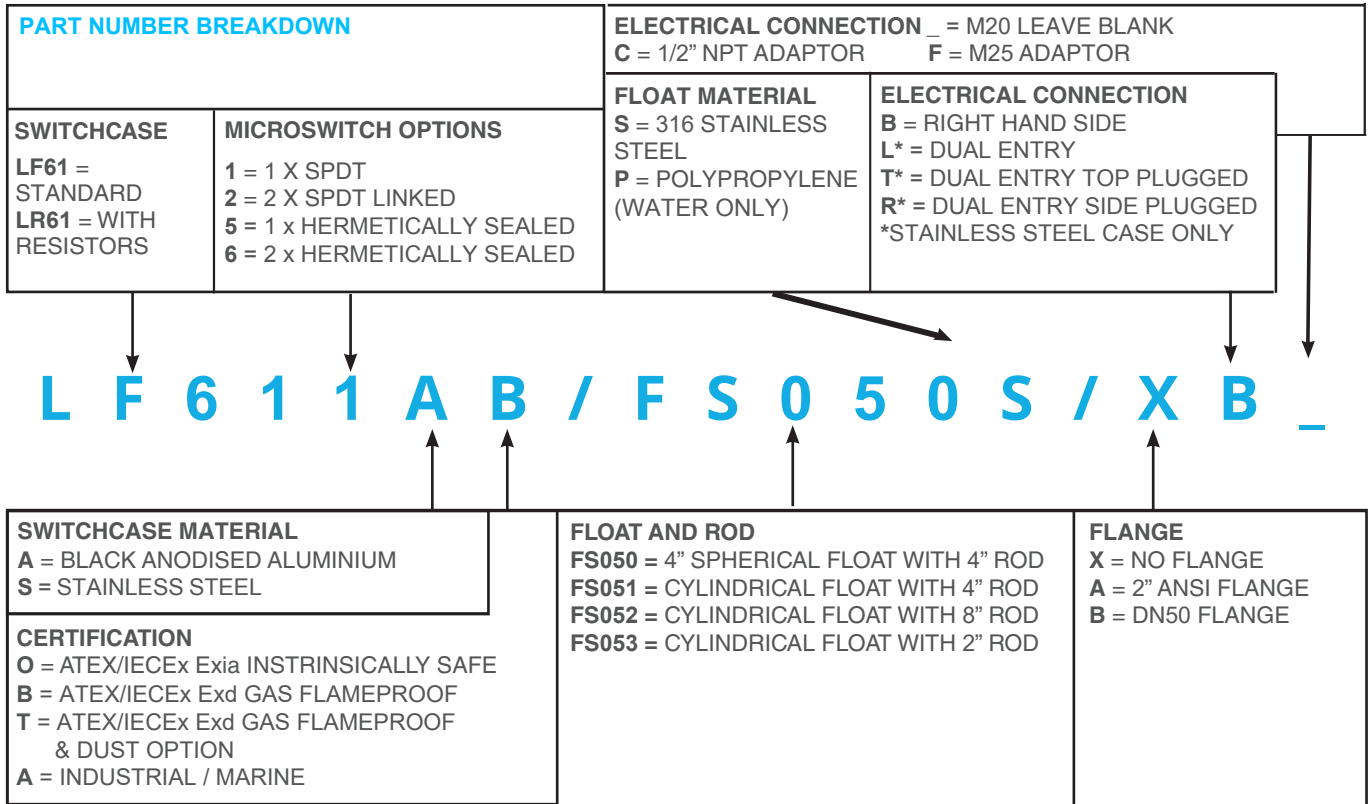 PART NUMBER BREAKDOWN
ELECTRICAL CONNECTION _ = M20 LEAVE BLANK
C = 1/2” NPT ADAPTOR F = M25 ADAPTOR
SWITCHCASE
LF61 =
STANDARD
LR61 = WITH
RESISTORS
MICROSWITCH OPTIONS
1 = 1 X SPDT
2 = 2 X SPDT LINKED
5 = 1 x HERMETICALLY SEALED
6 = 2 x HERMETICALLY SEALED
FLOAT MATERIAL
S = 316 STAINLESS
STEEL
P = POLYPROPYLENE
(WATER ONLY)
ELECTRICAL CONNECTION
B = RIGHT HAND SIDE
L* = DUAL ENTRY
T* = DUAL ENTRY TOP PLUGGED
R* = DUAL ENTRY SIDE PLUGGED
*STAINLESS STEEL CASE ONLY
L F 6 1 1 A B / F S 0 5 0 S / X B _
SWITCHCASE MATERIAL
A = BLACK ANODISED ALUMINIUM
S = STAINLESS STEEL
CERTIFICATION
O = ATEX/IECEx Exia INSTRINSICALLY SAFE
B = ATEX/IECEx Exd GAS FLAMEPROOF
T = ATEX/IECEx Exd GAS FLAMEPROOF
& DUST OPTION
A = INDUSTRIAL / MARINE
FLOAT AND ROD
FS050 = 4” SPHERICAL FLOAT WITH 4” ROD
FS051 = CYLINDRICAL FLOAT WITH 4” ROD
FS052 = CYLINDRICAL FLOAT WITH 8” ROD
FS053 = CYLINDRICAL FLOAT WITH 2” ROD
FLANGE
X = NO FLANGE
A = 2” ANSI FLANGE
B = DN50 FLANGE